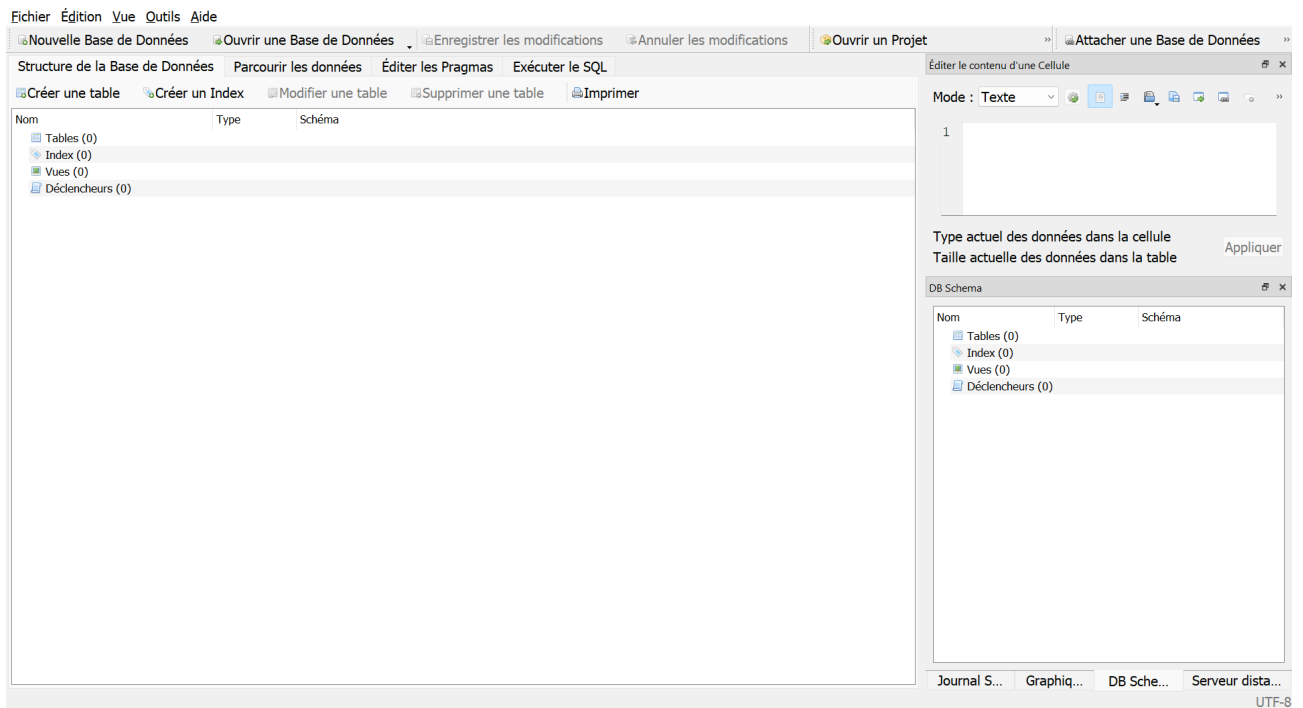 Fichier Édition Vue Outils Aide
Nouvelle Base de Données Ouvrir une Base de Données Enregistrer les modifications Annuler les modifications Ouvrir un Projet » Attacher une Base de Données »
Structure de la Base de Données Parcourir les données Éditer les Pragmas Exécuter le SQL
Créer une table Créer un Index Modifier une table Supprimer une table Imprimer
Nom Type Schéma
Tables (0)
Index (0)
Vues (0)
Déclencheurs (0)
Éditer le contenu d'une Cellule
Mode : Texte »
1
Type actuel des données dans la cellule
Taille actuelle des données dans la table
Appliquer
DB Schema
Nom Type Schéma
Tables (0)
Index (0)
Vues (0)
Déclencheurs (0)
Journal S... Graphiq... DB Sche... Serveur dista...
UTF-8